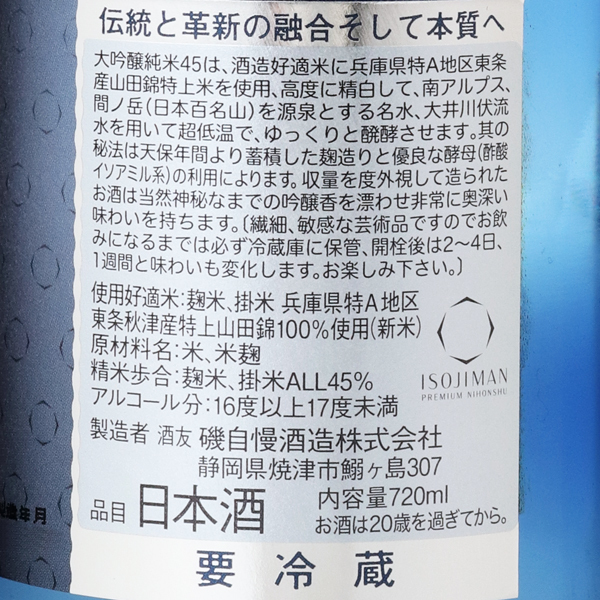 伝統と革新の融合そして本質へ
大吟醸純米45は、酒造好適米に兵庫県特A地区東条
産山田錦特上米を使用、高度に精白して、南アルプス、
間ノ岳(日本百名山)を源泉とする名水、大井川伏流
水を用いて超低温で、ゆっくりと醗酵させます。其の
秘法は天保年間より蓄積した麹造りと優良な酵母(酢酸
イソアミル系)の利用によります。収量を度外視して造られた
お酒は当然神秘なまでの吟醸香を漂わせ非常に奥深い
味わいを持ちます。〔繊細、敏感な芸術品ですのでお飲
みになるまでは必ず冷蔵庫に保管、開栓後は2〜4日、
1週間と味わいも変化します。お楽しみ下さい。〕
使用好適米:麹米、掛米 兵庫県特A地区
東条秋津産特上山田錦100%使用(新米)
原材料名:米、米麹
精米歩合:麹米、掛米ALL45%
アルコール分:16度以上17度未満
ISOJIMAN
PREMIUM NIHONSHU
製造者 酒友 磯自慢酒造株式会社
静岡県焼津市鰯ヶ島307
品目 日本酒 内容量720ml
お酒は20歳を過ぎてから。
要冷蔵
年月